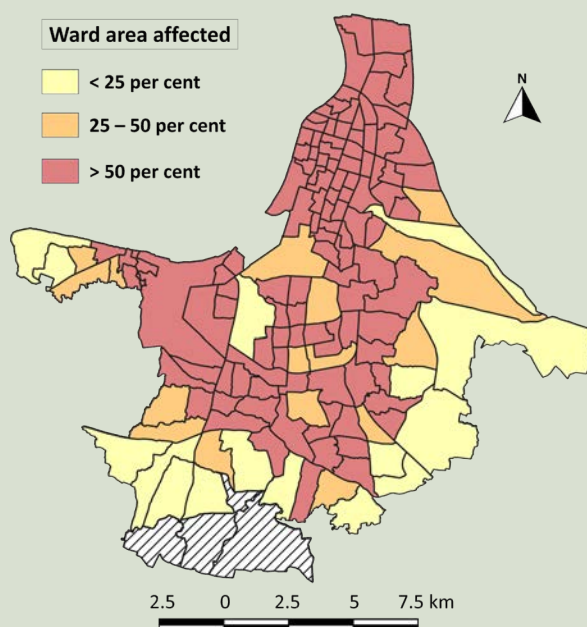 Ward area affected
< 25 per cent
25 – 50 per cent
> 50 per cent
N
2.5 0 2.5 5 7.5 km